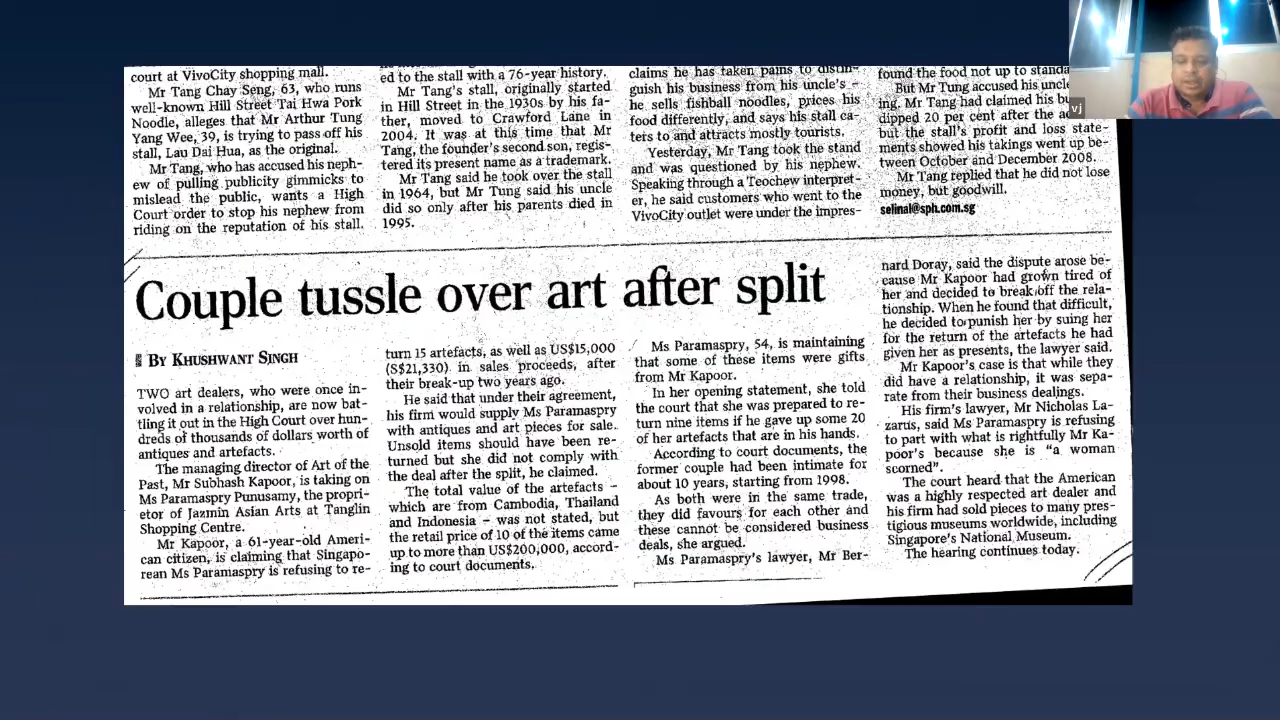 court at VivoCity shopping mall.
Mr Tang Chay Seng, 63, who runs
well-known Hill Street Tai Hwa Pork
Noodle, alleges that Mr Arthur Tung
Yang Wee, 39, is trying to pass off his
stall, Lau Dai Hua, as the original.
Mr Tang, who has accused his neph-
ew of pulling publicity gimmicks to
mislead the public, wants a High
Court order to stop his nephew from
riding on the reputation of his stall.
ed to the stall with a 76-year history.
Mr Tang's stall, originally started
in Hill Street in the 1930s by his fa-
ther, moved to Crawford Lane in
2004. It was at this time that Mr
Tang, the founder's second son, regis-
tered its present name as a trademark.
Mr Tang said he took over the stall
in 1964, but Mr Tung said his uncle
did so only after his parents died in
1995.
claims he has taken pains to distin-
guish his business from his uncle's –
he sells fishball noodles, prices his
food differently, and says his stall ca-
ters to and attracts mostly tourists.
Yesterday, Mr Tang took the stand
and was questioned by his nephew.
Speaking through a Teochew interpret-
er, he said customers who went to the
VivoCity outlet were under the impres-
found the food not up to standa
But Mr Tung accused his uncle
ing. Mr Tang had claimed his bu
dipped 20 per cent after the ad
but the stall's profit and loss state-
ments showed his takings went up be-
tween October and December 2008.
Mr Tang replied that he did not lose
money, but goodwill.
selinal@sph.com.sg
Couple tussle over art after split
BY KHUSHWANT SINGH
TWO art dealers, who were once in-
volved in a relationship, are now bat-
tling it out in the High Court over hun-
dreds of thousands of dollars worth of
antiques and artefacts.
The managing director of Art of the
Past, Mr Subhash Kapoor, is taking on
Ms Paramaspry Punusamy, the propri-
etor of Jazmin Asian Arts at Tanglin
Shopping Centre.
Mr Kapoor, a 61-year-old Ameri-
can citizen, is claiming that Singapo-
rean Ms Paramaspry is refusing to re-
turn 15 artefacts, as well as US$15,000
(S$21,330) in sales proceeds, after
their break-up two years ago.
He said that under their agreement,
his firm would supply Ms Paramaspry
with antiques and art pieces for sale.
Unsold items should have been re-
turned but she did not comply with
the deal after the split, he claimed.
The total value of the artefacts –
which are from Cambodia, Thailand
and Indonesia – was not stated, but
the retail price of 10 of the items came
up to more than US$200,000, accord-
ing to court documents.
Ms Paramaspry, 54, is maintaining
that some of these items were gifts
from Mr Kapoor.
In her opening statement, she told
the court that she was prepared to re-
turn nine items if he gave up some 20
of her artefacts that are in his hands.
According to court documents, the
former couple had been intimate for
about 10 years, starting from 1998.
As both were in the same trade,
they did favours for each other and
these cannot be considered business
deals, she argued.
Ms Paramaspry's lawyer, Mr Ber-
nard Doray, said the dispute arose be-
cause Mr Kapoor had grown tired of
her and decided to break off the rela-
tionship. When he found that difficult,
he decided to punish her by suing her
for the return of the artefacts he had
given her as presents, the lawyer said.
Mr Kapoor's case is that while they
did have a relationship, it was sepa-
rate from their business dealings.
His firm's lawyer, Mr Nicholas La-
zarus, said Ms Paramaspry is refusing
to part with what is rightfully Mr Ka-
poor's because she is "a woman
scorned".
The court heard that the American
was a highly respected art dealer and
his firm had sold pieces to many pres-
tigious museums worldwide, including
Singapore's National Museum.
The hearing continues today.
vj